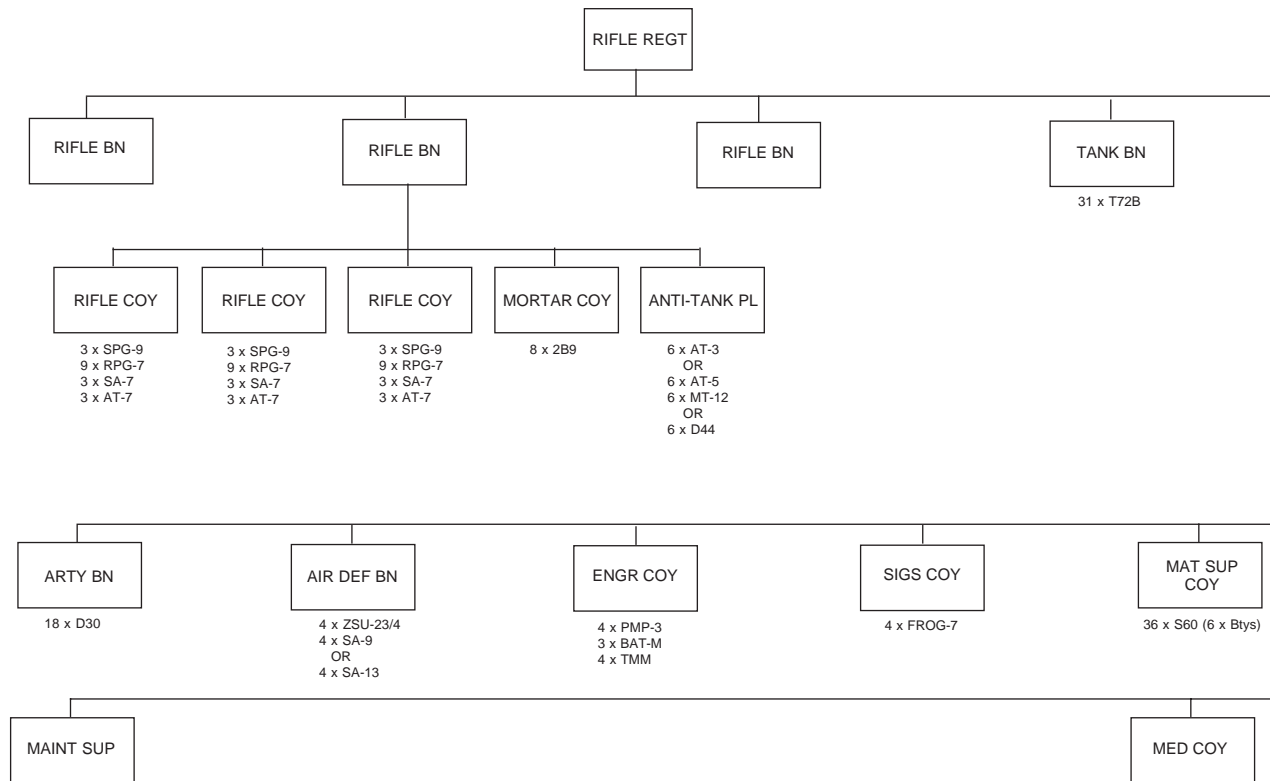 RIFLE REGT
RIFLE BN
RIFLE BN
RIFLE BN
TANK BN
31 x T72B
RIFLE COY
RIFLE COY
RIFLE COY
MORTAR COY
ANTI-TANK PL
3 x SPG-9
9 x RPG-7
3 x SA-7
3 x AT-7
3 x SPG-9
9 x RPG-7
3 x SA-7
3 x AT-7
3 x SPG-9
9 x RPG-7
3 x SA-7
3 x AT-7
8 x 2B9
6 x AT-3
OR
6 x AT-5
6 x MT-12
OR
6 x D44
ARTY BN
18 x D30
AIR DEF BN
4 x ZSU-23/4
4 x SA-9
OR
4 x SA-13
ENGR COY
4 x PMP-3
3 x BAT-M
4 x TMM
SIGS COY
4 x FROG-7
MAT SUP
COY
36 x S60 (6 x Btys)
MAINT SUP
MED COY